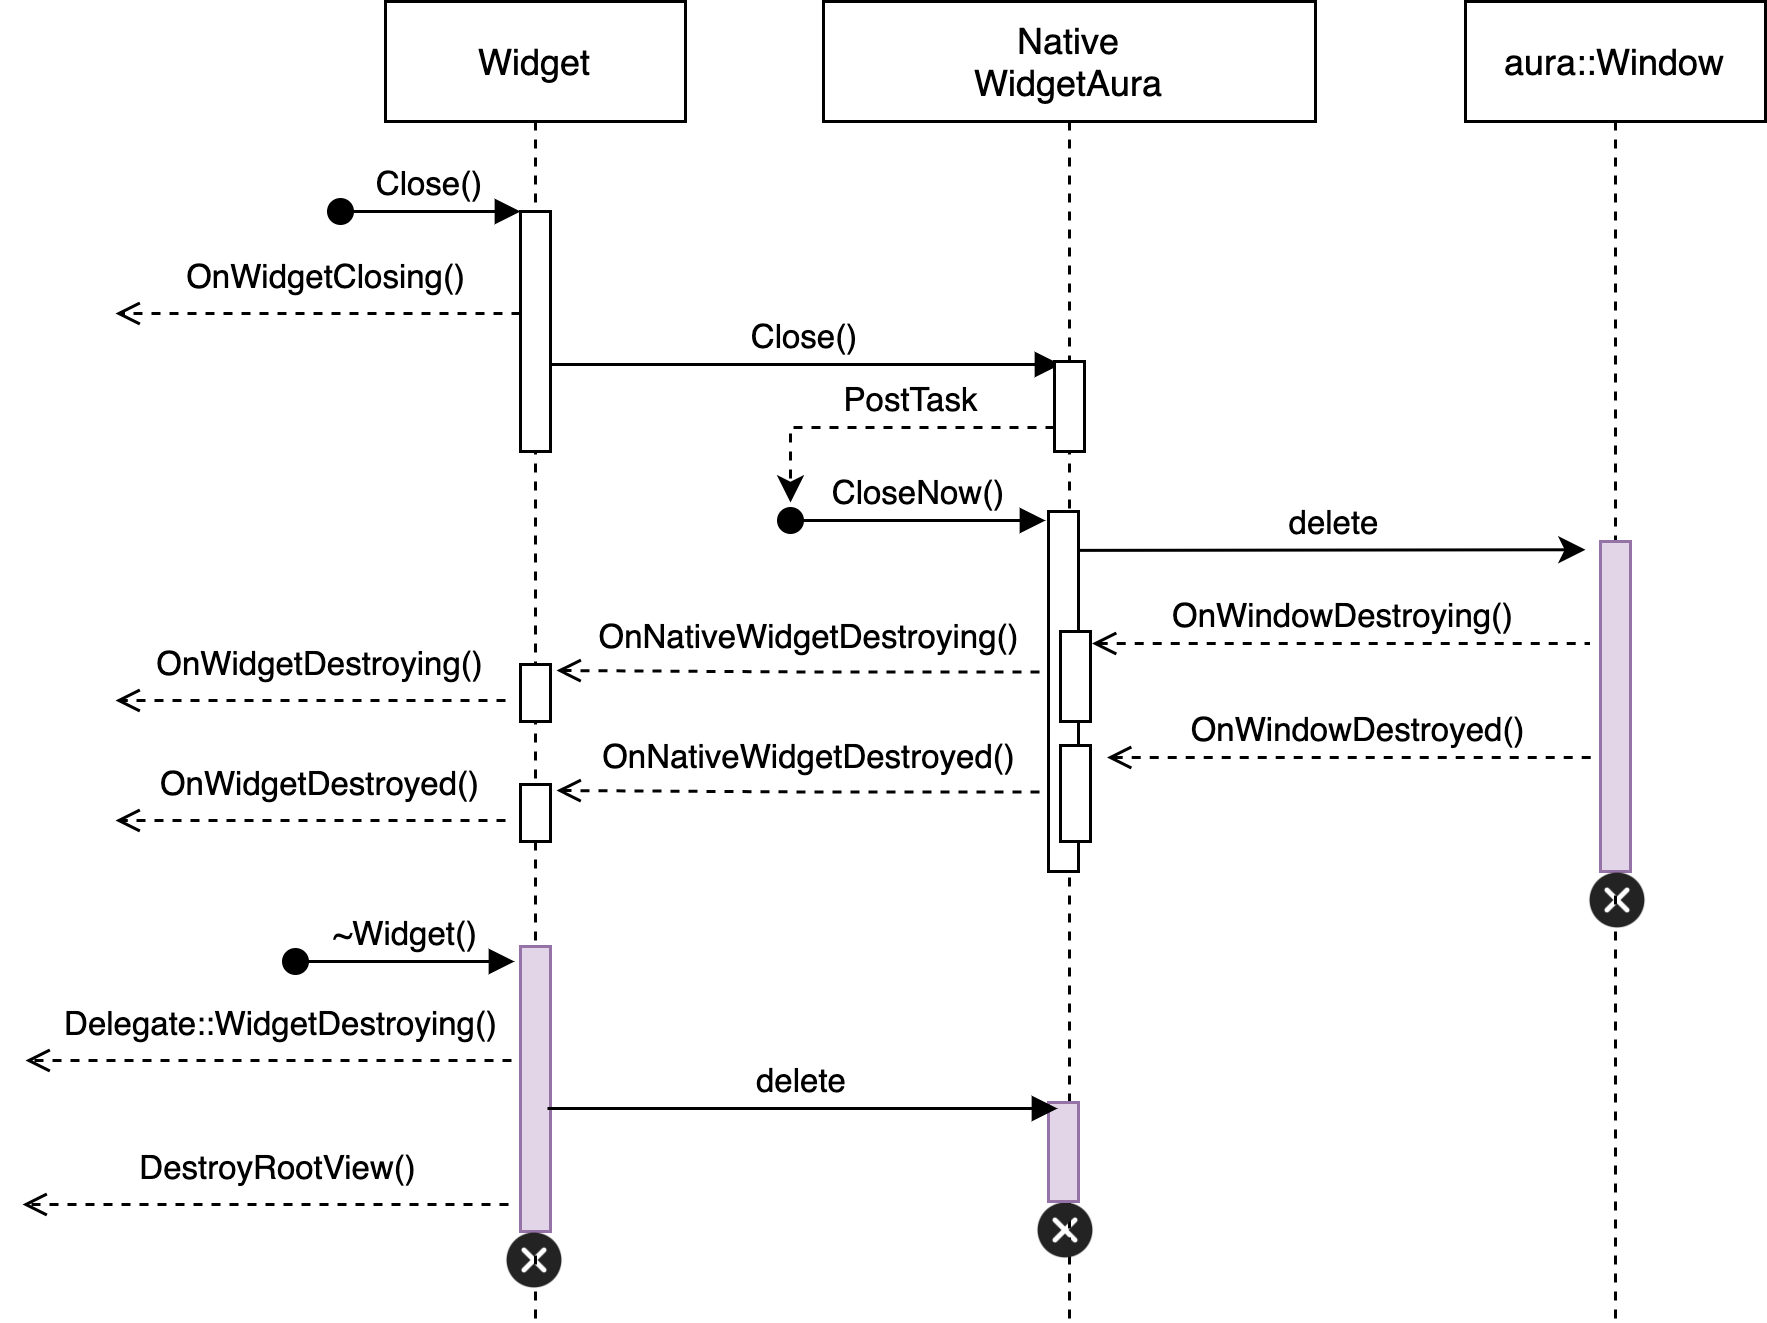 Widget
Native
WidgetAura
aura::Window
Close()
OnWidgetClosing()
Close()
PostTask
CloseNow()
delete
OnWindowDestroying()
OnNativeWidgetDestroying()
OnWidgetDestroying()
OnWindowDestroyed()
OnNativeWidgetDestroyed()
OnWidgetDestroyed()
~Widget()
Delegate::WidgetDestroying()
delete
DestroyRootView()